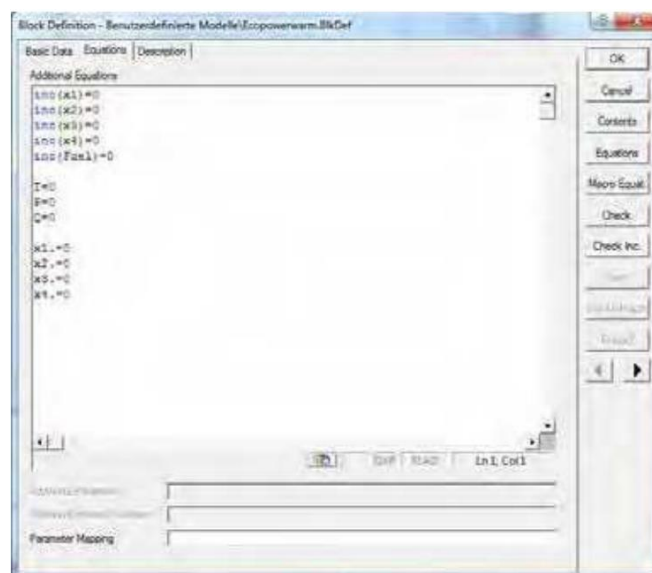 Block Definition - Benutzerdefinierte Modelle\Ecopowerwarm.BlkDef
Basic Data Equations Description
Additional Equations
inc(x1)=0
inc(x2)=0
inc(x3)=0
inc(x4)=0
inc(Fuel)=0
T=0
P=0
Q=0
x1.=0
x2.=0
x3.=0
x4.=0
Ln 1, Col 1
Parameter Mapping
OK
Cancel
Contents
Equations
Macro Equat.
Check
Check Inc.